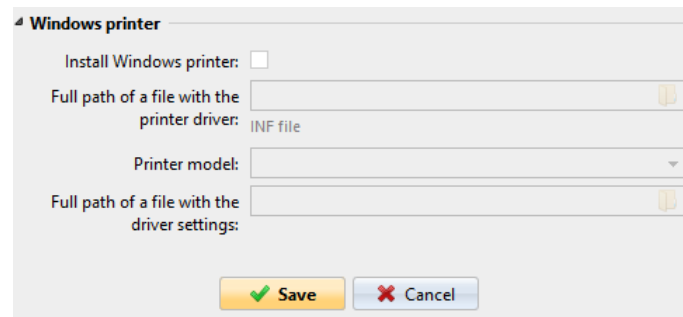 Windows printer
Install Windows printer:
Full path of a file with the
printer driver:
INF file
Printer model:
Full path of a file with the
driver settings:
Save Cancel